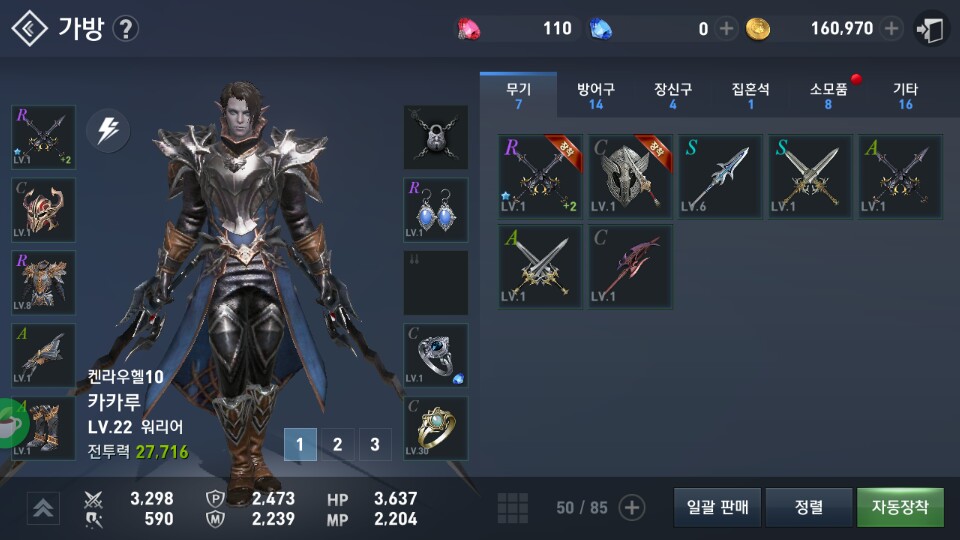 가방 ?
110
0
160,970
무기 방어구 장신구 집혼석 소모품 기타
7 14 4 1 8 16
R LV.1 +2
C LV.1
R LV.8
A LV.1
A LV.1
R LV.1
C LV.1
C LV.30
R 장착 LV.1 +2
C 장착 LV.1
S LV.6
S LV.1
A LV.1
A LV.1
C LV.1
켄라우헬10
카카루
LV.22 워리어
전투력 27,716
1 2 3
3,298 P 2,473 HP 3,637
590 M 2,239 MP 2,204
50 / 85
일괄 판매 정렬 자동장착